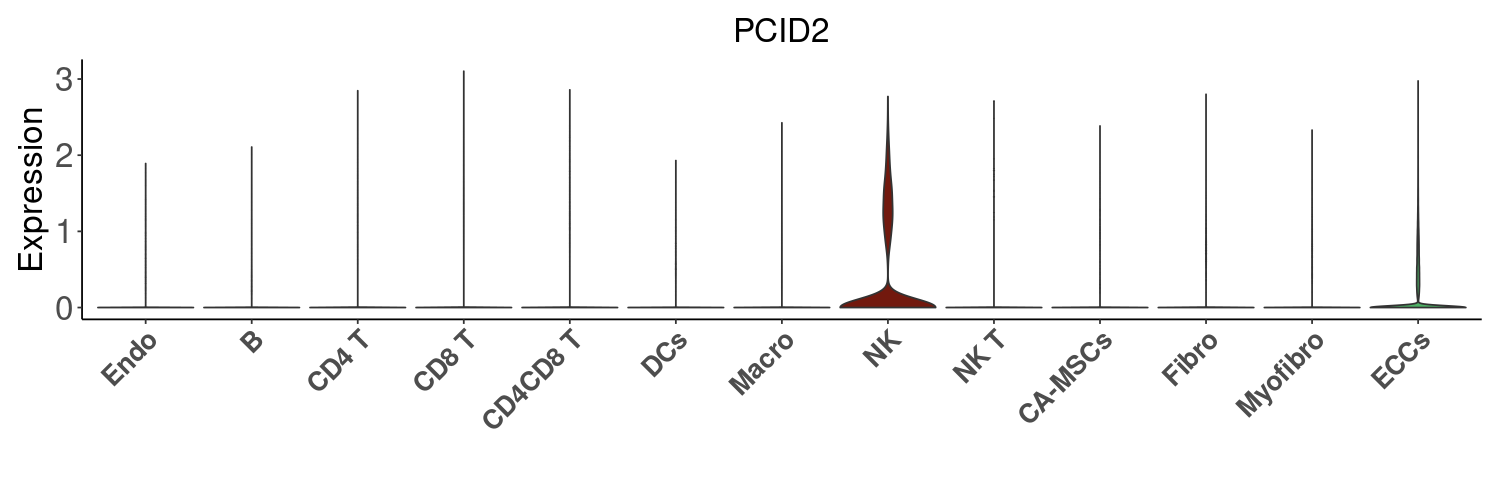 PCID2
Expression
3
2
1
0
Endo
B
CD4 T
CD8 T
CD4CD8 T
DCs
Macro
NK
NK T
CA-MSCs
Fibro
Myofibro
ECCs